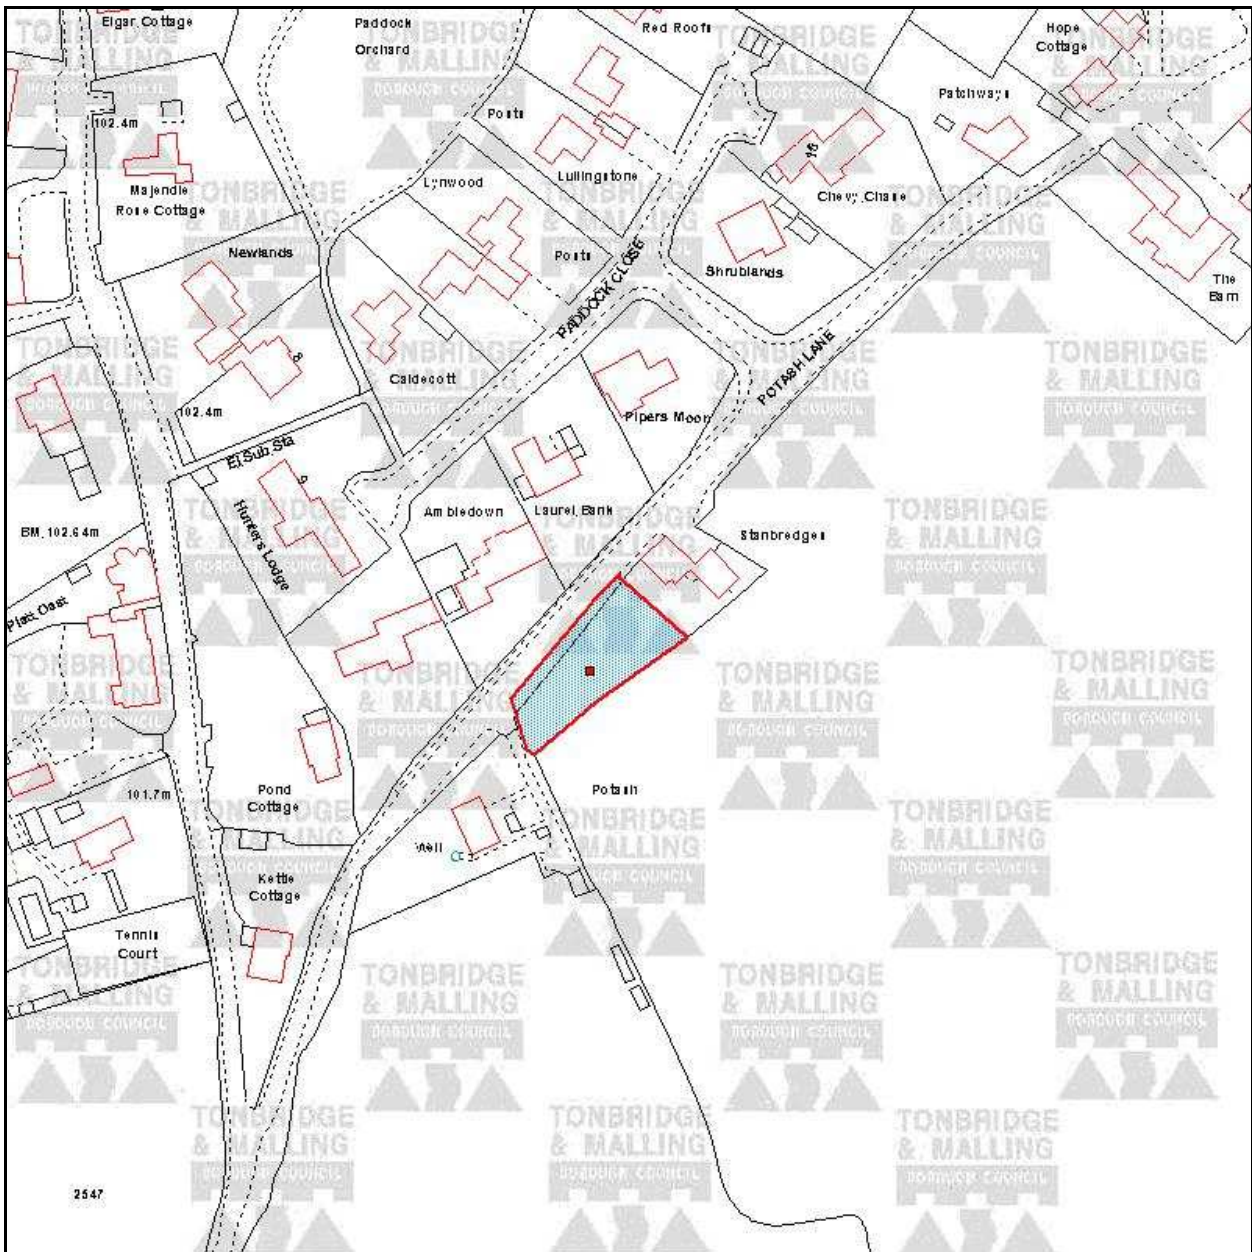 Elgar Cottage
Paddock
Orchard
Red Roofs
Hope
Cottage
102.4m
Posts
Patchways
Majendie
Rose Cottage
Lynwood
Lullingstone
16
Chevy Chase
Newlands
Posts
PADDOCK CLOSE
Shrublands
The
Barn
8
Caldecott
POTASH LANE
102.4m
Pipers Moon
El Sub Sta
9
Hunters Lodge
Ambledown
Laurel Bank
BM 102.64m
Stanbredges
Platt Oast
101.7m
Pond
Cottage
Potash
Well
Kettle
Cottage
Tennis
Court
2547
TONBRIDGE
& MALLING
BOROUGH COUNCIL